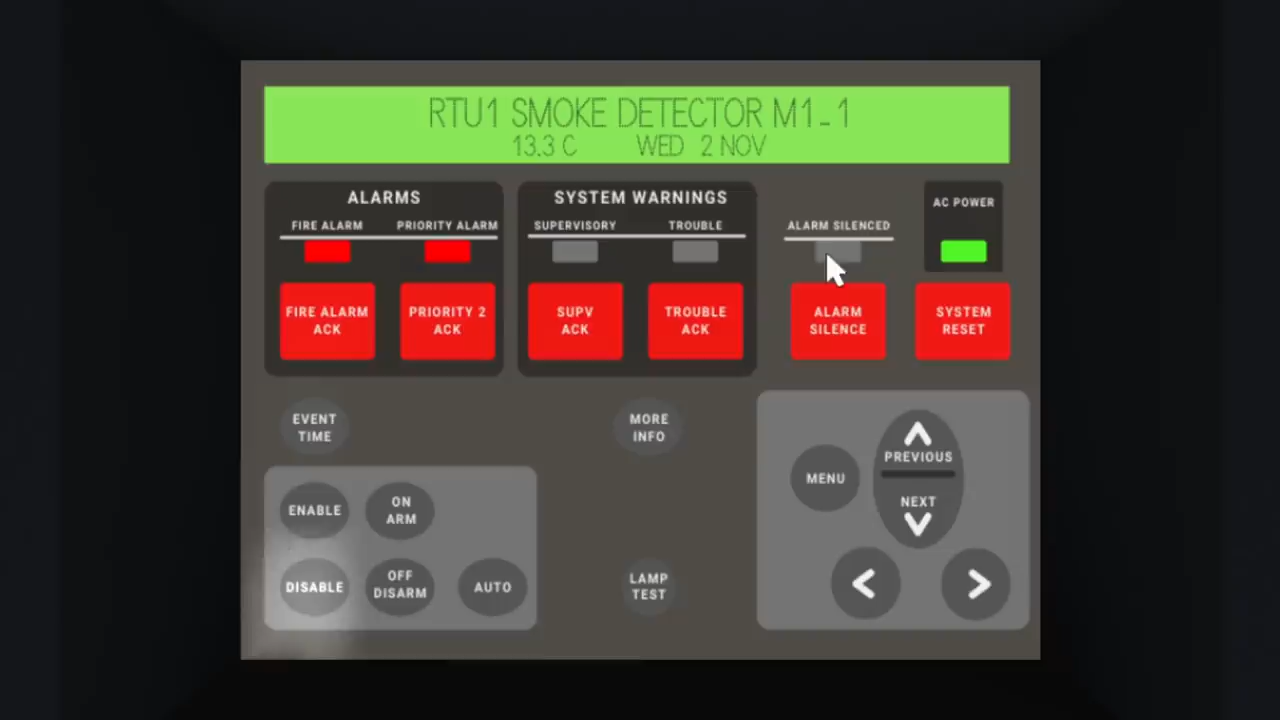 RTU1 SMOKE DETECTOR M1_1
13.3 C WED 2 NOV
ALARMS
FIRE ALARM
PRIORITY ALARM
FIRE ALARM
ACK
PRIORITY 2
ACK
SYSTEM WARNINGS
SUPERVISORY
TROUBLE
SUPV
ACK
TROUBLE
ACK
ALARM SILENCED
ALARM
SILENCE
AC POWER
SYSTEM
RESET
EVENT
TIME
MORE
INFO
ENABLE
ON
ARM
DISABLE
OFF
DISARM
AUTO
LAMP
TEST
MENU
PREVIOUS
NEXT